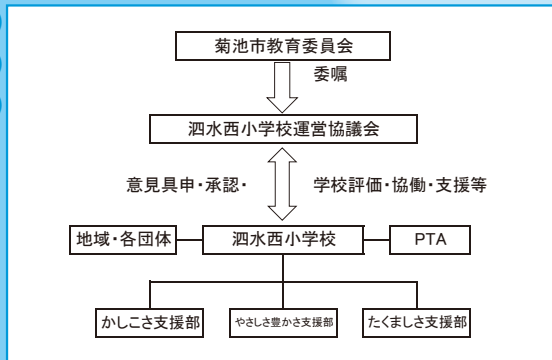 菊池市教育委員会
委嘱
泗水西小学校運営協議会
意見具申・承認・ 学校評価・協働・支援等
地域・各団体 泗水西小学校 PTA
かしこさ支援部 やさしさ豊かさ支援部 たくましさ支援部